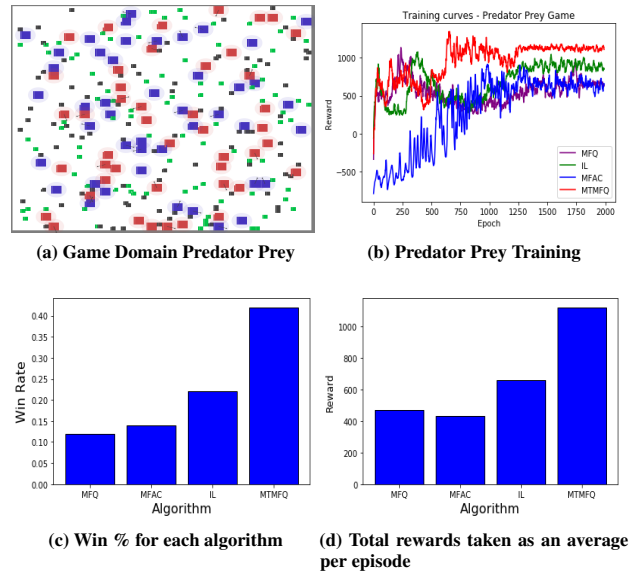 Training curves - Predator Prey Game
1000
500
0
−500
Reward
MFQ
IL
MFAC
MTMFQ
0 250 500 750 1000 1250 1500 1750 2000
Epoch
(a) Game Domain Predator Prey
(b) Predator Prey Training
0.40
0.35
0.30
0.25
0.20
0.15
0.10
0.05
0.00
Win Rate
MFQ MFAC IL MTMFQ
Algorithm
1000
800
600
400
200
0
Reward
MFQ MFAC IL MTMFQ
Algorithm
(c) Win % for each algorithm
(d) Total rewards taken as an average
per episode